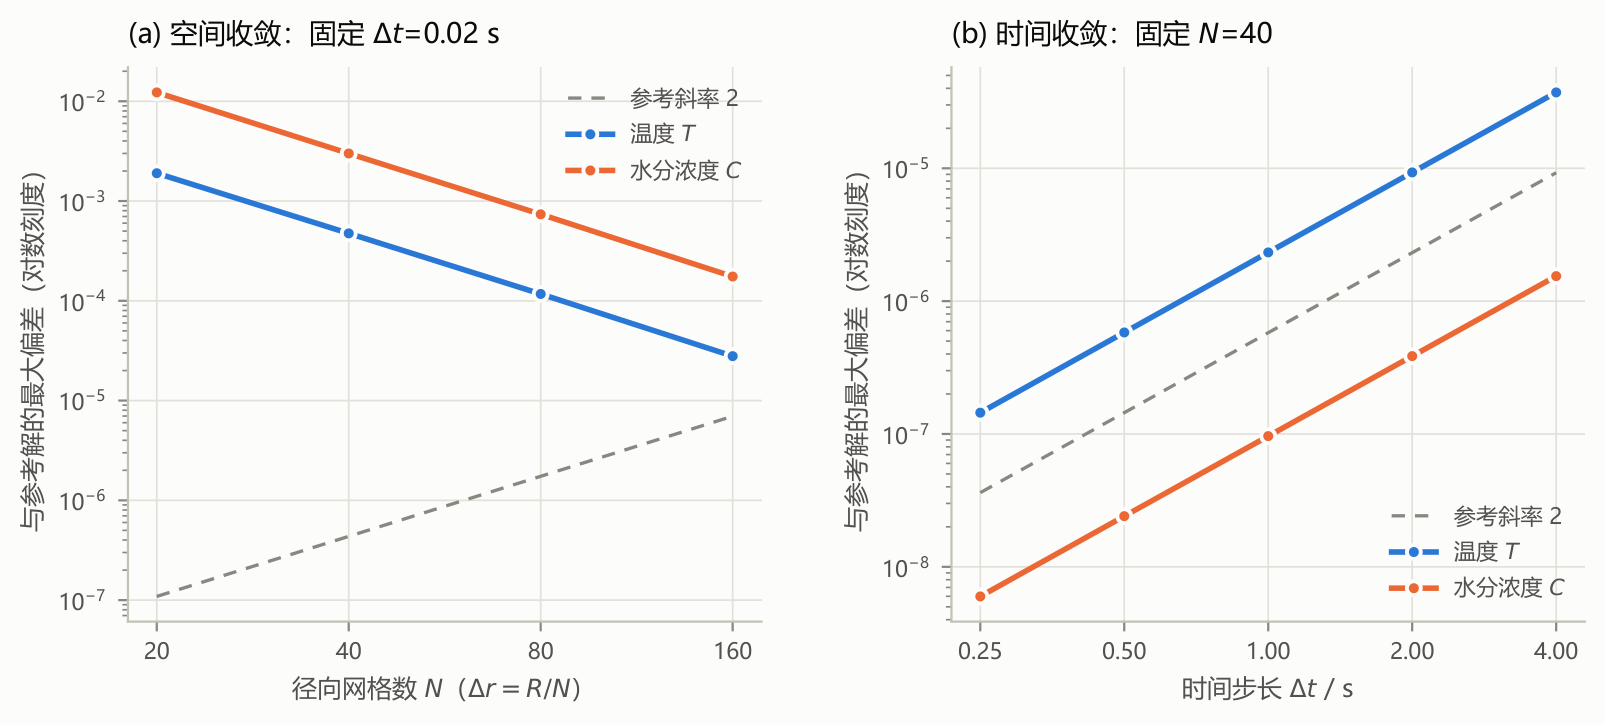 (a) 空间收敛：固定 Δt=0.02 s
与参考解的最大偏差（对数刻度）
10⁻²
10⁻³
10⁻⁴
10⁻⁵
10⁻⁶
10⁻⁷
参考斜率 2
温度 T
水分浓度 C
20 40 80 160
径向网格数 N（Δr = R/N）
(b) 时间收敛：固定 N=40
与参考解的最大偏差（对数刻度）
10⁻⁵
10⁻⁶
10⁻⁷
10⁻⁸
参考斜率 2
温度 T
水分浓度 C
0.25 0.50 1.00 2.00 4.00
时间步长 Δt / s